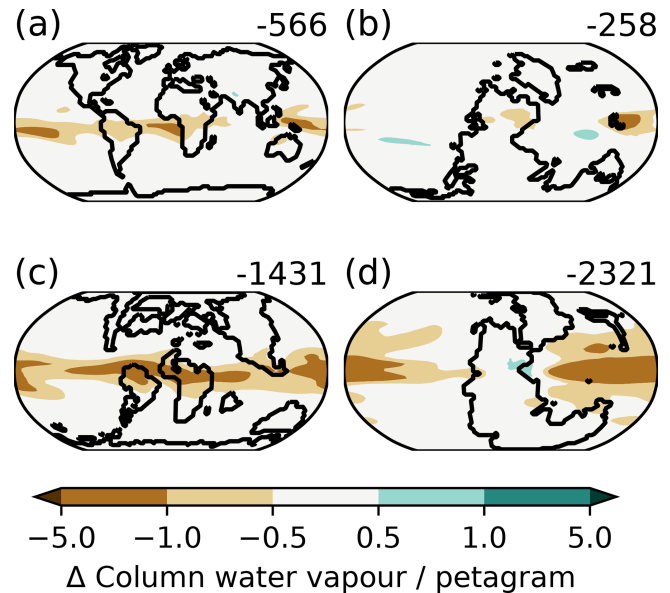 (a) -566 (b) -258
(c) -1431 (d) -2321
−5.0 −1.0 −0.5 0.5 1.0 5.0
Δ Column water vapour / petagram